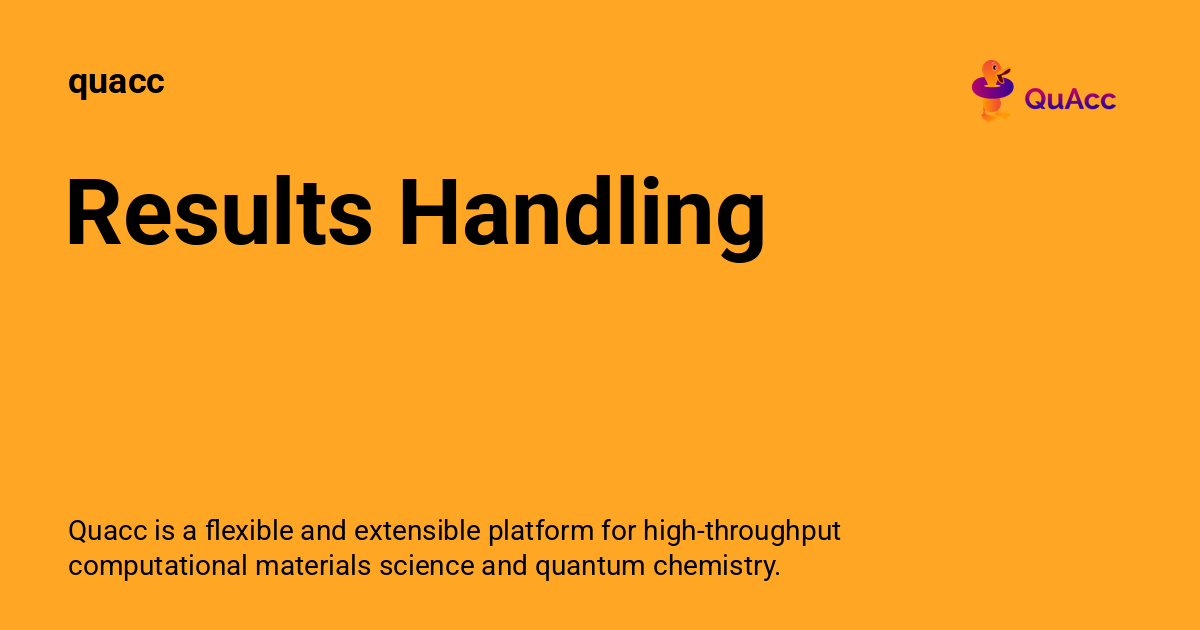 quacc
QuAcc
Results Handling
Quacc is a flexible and extensible platform for high-throughput
computational materials science and quantum chemistry.